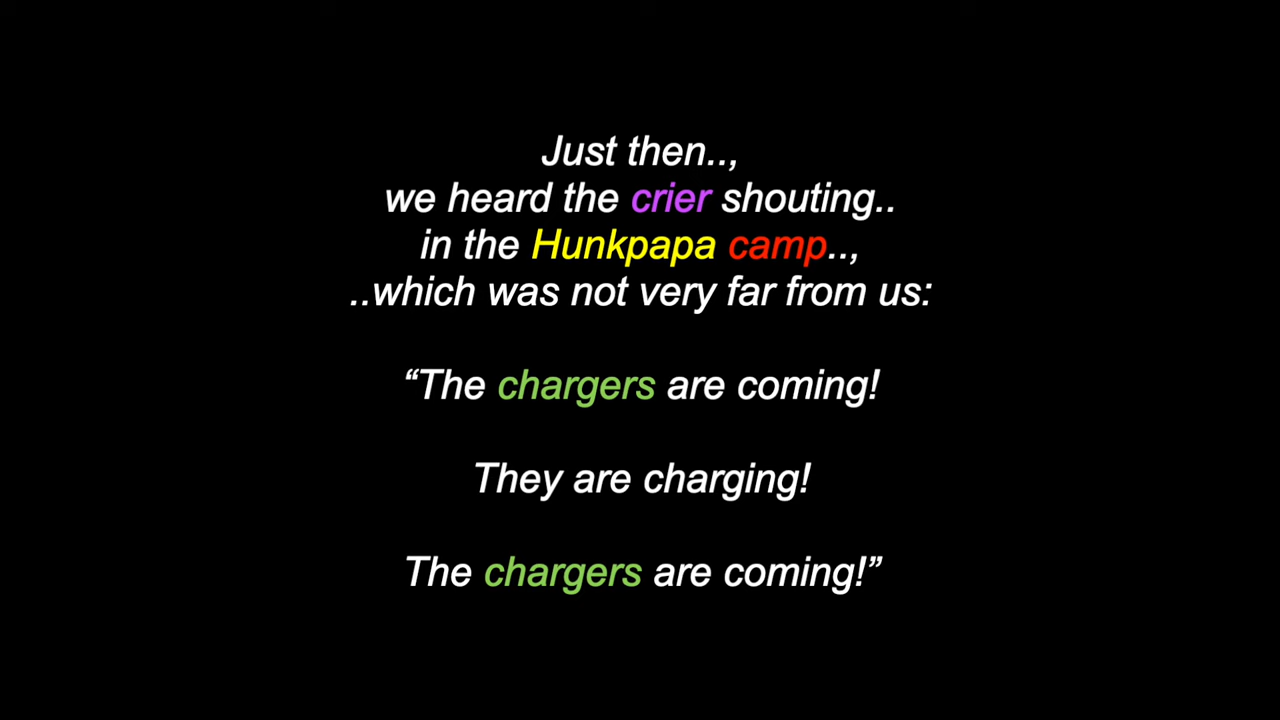 Just then..,
we heard the crier shouting..
in the Hunkpapa camp..,
..which was not very far from us:
“The chargers are coming!
They are charging!
The chargers are coming!”